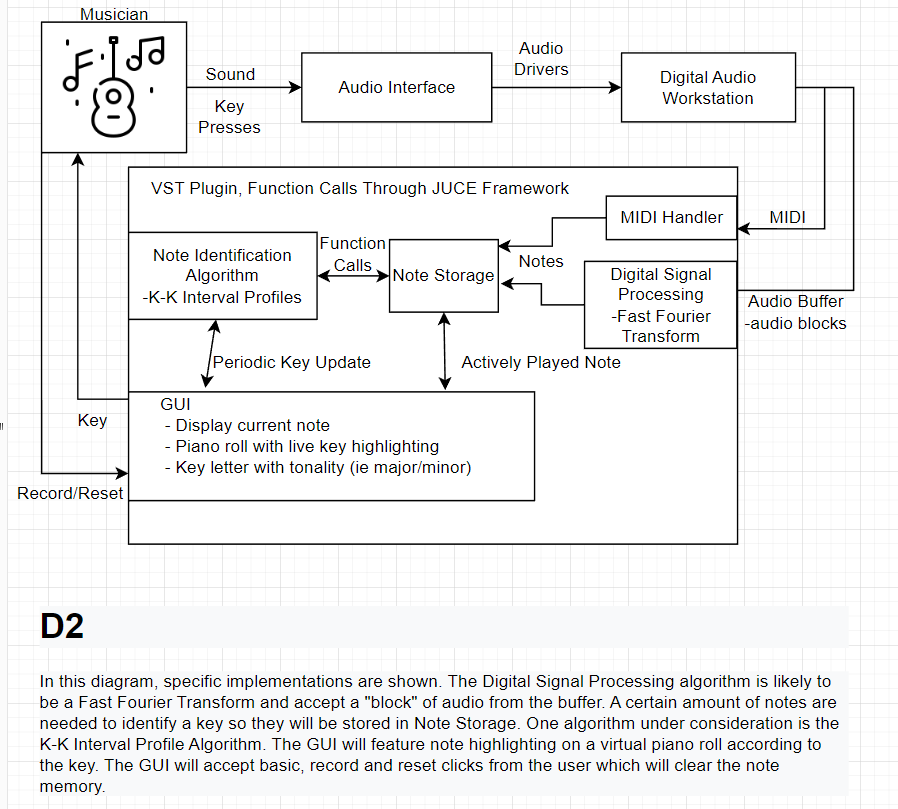 Musician
Sound
Key
Presses
Audio Interface
Audio
Drivers
Digital Audio
Workstation
VST Plugin, Function Calls Through JUCE Framework
MIDI Handler
MIDI
Note Identification
Algorithm
-K-K Interval Profiles
Function
Calls
Note Storage
Notes
Digital Signal
Processing
-Fast Fourier
Transform
Audio Buffer
-audio blocks
Periodic Key Update
Actively Played Note
GUI
- Display current note
- Piano roll with live key highlighting
- Key letter with tonality (ie major/minor)
Key
Record/Reset
D2
In this diagram, specific implementations are shown. The Digital Signal Processing algorithm is likely to
be a Fast Fourier Transform and accept a "block" of audio from the buffer. A certain amount of notes are
needed to identify a key so they will be stored in Note Storage. One algorithm under consideration is the
K-K Interval Profile Algorithm. The GUI will feature note highlighting on a virtual piano roll according to
the key. The GUI will accept basic, record and reset clicks from the user which will clear the note
memory.